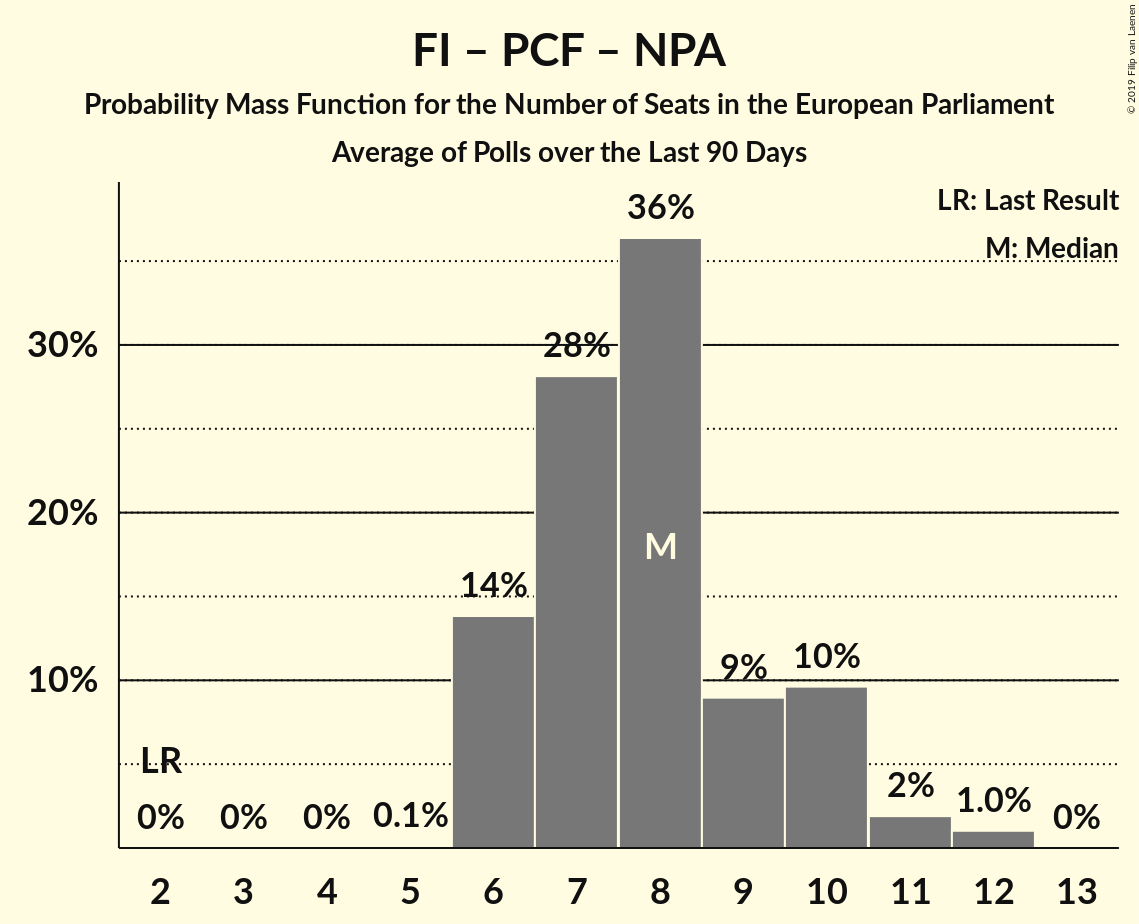 FI – PCF – NPA
Probability Mass Function for the Number of Seats in the European Parliament
Average of Polls over the Last 90 Days
© 2019 Filip van Laenen
LR: Last Result
M: Median
36%
30%
28%
20%
M
14%
10%
9%
10%
LR
0%
0%
0%
0.1%
2%
1.0%
0%
2 3 4 5 6 7 8 9 10 11 12 13